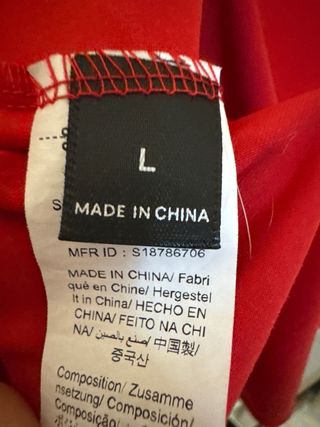 L
MADE IN CHINA
S
MFR ID : S18786706
MADE IN CHINA/ Fabri
qué en Chine/ Hergestel
lt in China/ HECHO EN
CHINA/ FEITO NA CHI
NA/ صنع بالصين/ 中国製/
중국산
Composition/ Zusamme
nsetzung/ Composición/
Composição/